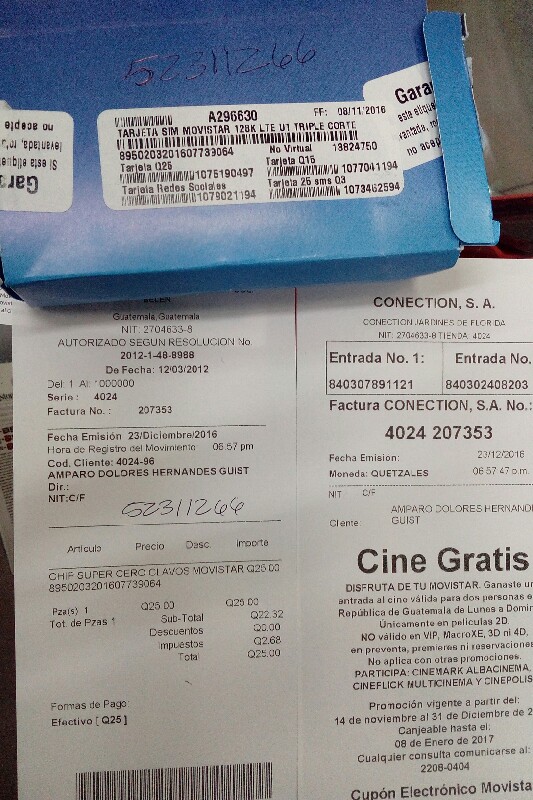 52311266
A296630 FF: 08/11/2016
TARJETA SIM MOVISTAR 128K LTE U1 TRIPLE CORTE
8950203201607739064 No Virtual 13824750
Tarjeta Q25 Tarjeta Q15
1075190497 1077041194
Tarjela Redes Sociales Tarjeta 25 sms Q3
1079021194 1073462594
Gara
esta etique
vantada, ro
no acep
Gara
Si esta etiquet
levantada, rota
no acepte
BELEN
Guatemala, Guatemala
NIT: 2704633-8
AUTORIZADO SEGUN RESOLUCION No.
2012-1-48-8988
De Fecha: 12/03/2012
Del: 1 Al: 1000000
Serie: 4024
Factura No. : 207353
Fecha Emisión 23/Diciembre/2016
Hora de Registro del Movimiento 06:57 pm
Cod. Cliente: 4024-96
AMPARO DOLORES HERNANDES GUIST
Dir.:
NIT:C/F
52311266
Articulo Precio Desc. Importe
CHIP SUPER CERO CLAVOS MOVISTAR Q25.00
8950203201607739064
Pza(s) 1 Q25.00 Q25.00
Tot. de Pzas 1 Sub-Total Q22.32
Descuentos Q0.00
Impuestos Q2.68
Total Q25.00
Formas de Pago:
Efectivo [ Q25 ]
CONECTION, S. A.
CONECTION JARDINES DE FLORIDA
NIT: 2704633-8 TIENDA: 4024
Entrada No. 1: Entrada No.
840307891121 840302408203
Factura CONECTION, S.A. No.:
4024 207353
Fecha Emision: 23/12/2016
Moneda: QUETZALES 06:57:47 p.m.
NIT C/F
AMPARO DOLORES HERNAND
Cliente: GUIST
Cine Gratis
DISFRUTA DE TU MOVISTAR. Ganaste un
entrada al cine válida para dos personas e
República de Guatemala de Lunes a Domin
Únicamente en películas 2D.
NO válido en VIP, MacroXE, 3D ni 4D,
en preventa, premieres ni reservaciones
No aplica con otras promociones.
PARTICIPA: CINEMARK ALBACINEMA,
CINEFLICK MULTICINEMA Y CINEPOLIS
Promoción vigente a partir del:
14 de noviembre al 31 de Diciembre de 2
Canjeable hasta el:
08 de Enero de 2017
Cualquier consulta comunicarse al:
2206-0404
Cupón Electrónico Movista